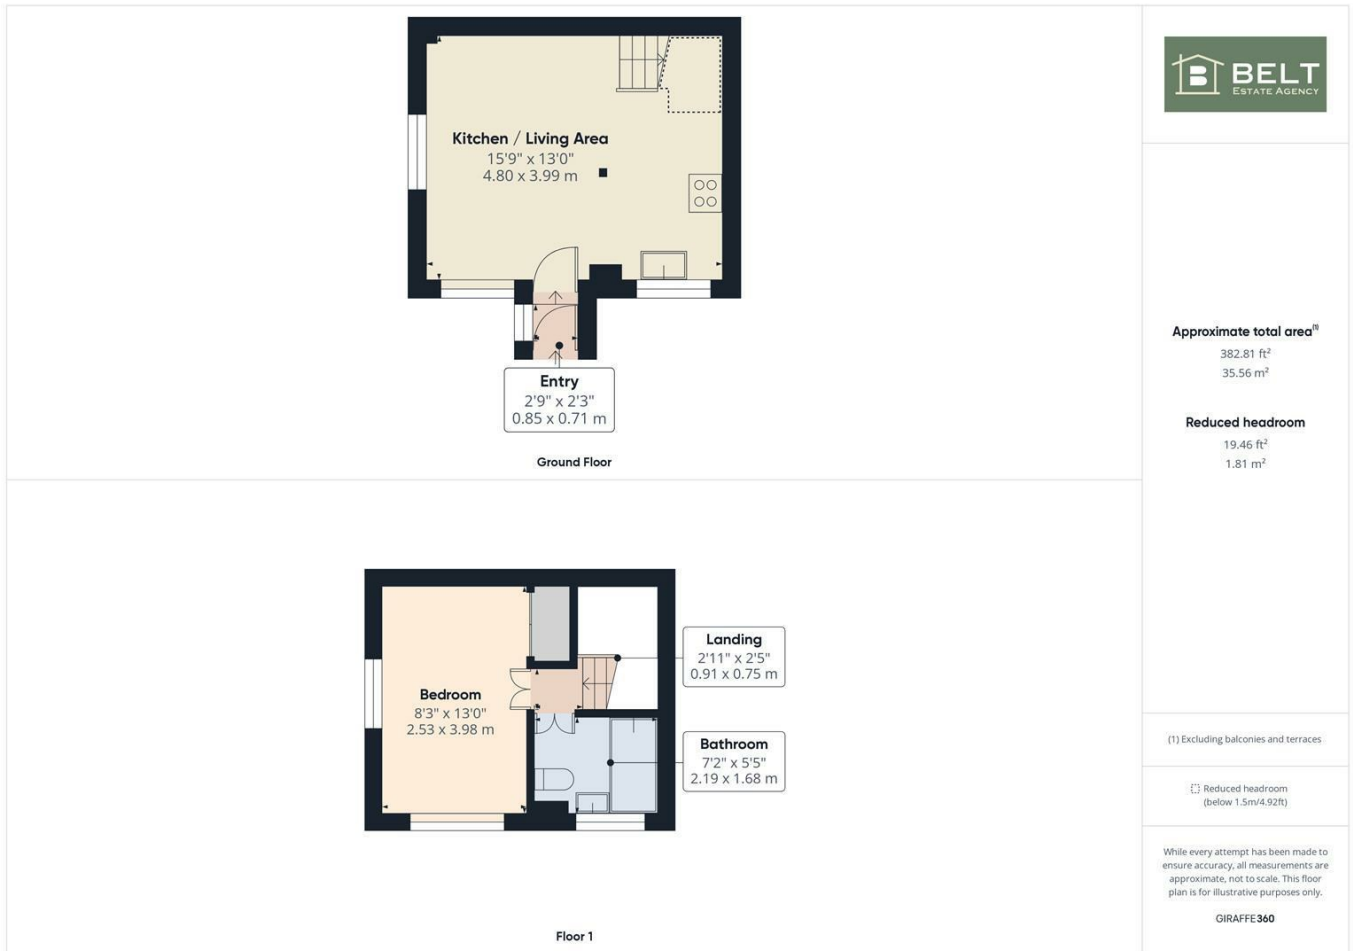 Kitchen / Living Area
15'9" x 13'0"
4.80 x 3.99 m
Entry
2'9" x 2'3"
0.85 x 0.71 m
Ground Floor
Bedroom
8'3" x 13'0"
2.53 x 3.98 m
Landing
2'11" x 2'5"
0.91 x 0.75 m
Bathroom
7'2" x 5'5"
2.19 x 1.68 m
Floor 1
B BELT
ESTATE AGENCY
Approximate total area⁽¹⁾
382.81 ft²
35.56 m²
Reduced headroom
19.46 ft²
1.81 m²
(1) Excluding balconies and terraces
Reduced headroom
(below 1.5m/4.92ft)
While every attempt has been made to
ensure accuracy, all measurements are
approximate, not to scale. This floor
plan is for illustrative purposes only.
GIRAFFE360